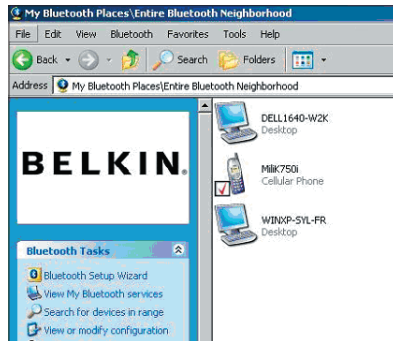 My Bluetooth Places\Entire Bluetooth Neighborhood
File Edit View Bluetooth Favorites Tools Help
Back Search Folders
Address My Bluetooth Places\Entire Bluetooth Neighborhood
BELKIN.
Bluetooth Tasks
Bluetooth Setup Wizard
View My Bluetooth services
Search for devices in range
View or modify configuration
DELL1640-W2K
Desktop
MiliK750i
Cellular Phone
WINXP-SYL-FR
Desktop